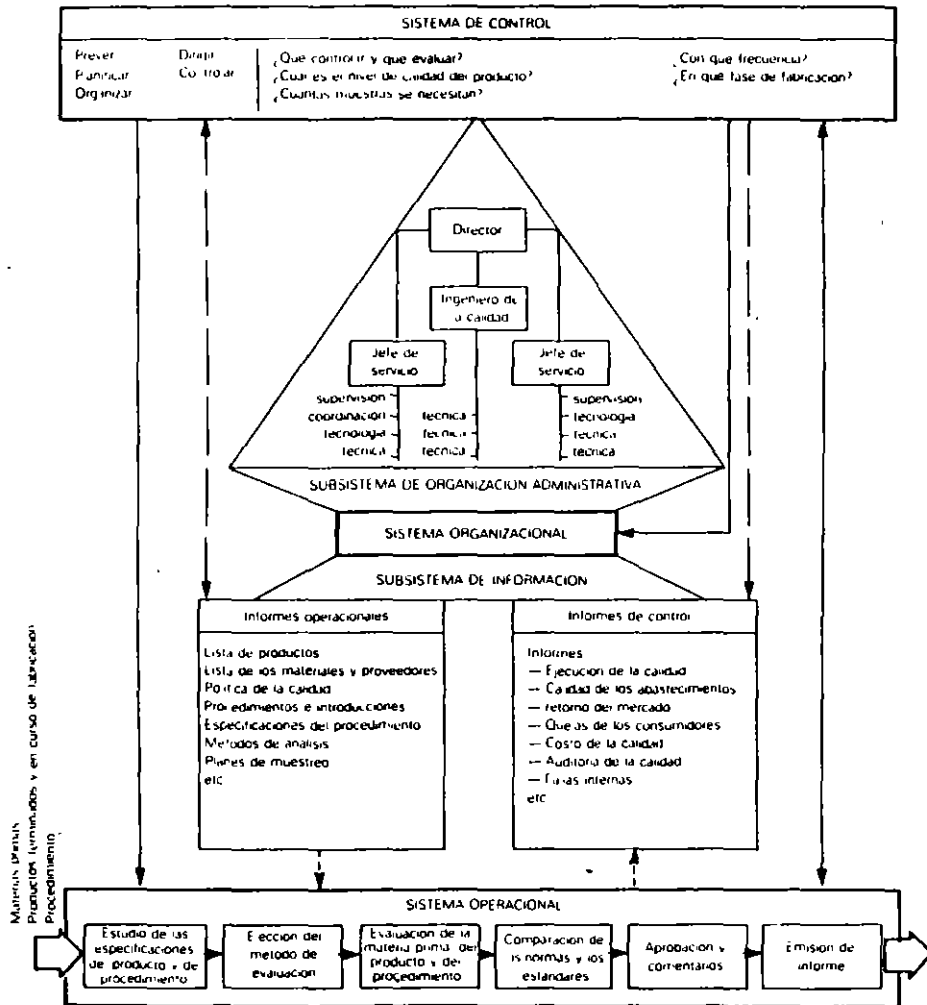 SISTEMA DE CONTROL
Prever
Planificar
Organizar
Dirigir
Controlar
¿Que controlar y que evaluar?
¿Cual es el nivel de calidad del producto?
¿Cuantas muestras se necesitan?
¿Con que frecuencia?
¿En que fase de fabricacion?
Director
Ingeniero de
la calidad
Jefe de
servicio
Jefe de
servicio
supervision
coordinacion
tecnologia
tecnica
tecnica
tecnica
tecnica
supervision
tecnologia
tecnica
tecnica
SUBSISTEMA DE ORGANIZACION ADMINISTRATIVA
SISTEMA ORGANIZACIONAL
SUBSISTEMA DE INFORMACION
Informes operacionales
Lista de productos
Lista de los materiales y proveedores
Politica de la calidad
Procedimientos e introducciones
Especificaciones del procedimiento
Metodos de analisis
Planes de muestreo
etc
Informes de control
Informes
— Ejecucion de la calidad
— Calidad de los abastecimientos
— retorno del mercado
— Quejas de los consumidores
— Costo de la calidad
— Auditoria de la calidad
— Fallas internas
etc
Materias primas
Productos terminados y en curso de fabricacion
Procedimiento
SISTEMA OPERACIONAL
Estudio de las
especificaciones
de producto y de
procedimiento
Eleccion del
metodo de
evaluacion
Evaluacion de la
materia prima del
producto y del
procedimiento
Comparacion de
ls normas y los
estandares
Aprobacion y
comentarios
Emision de
informe